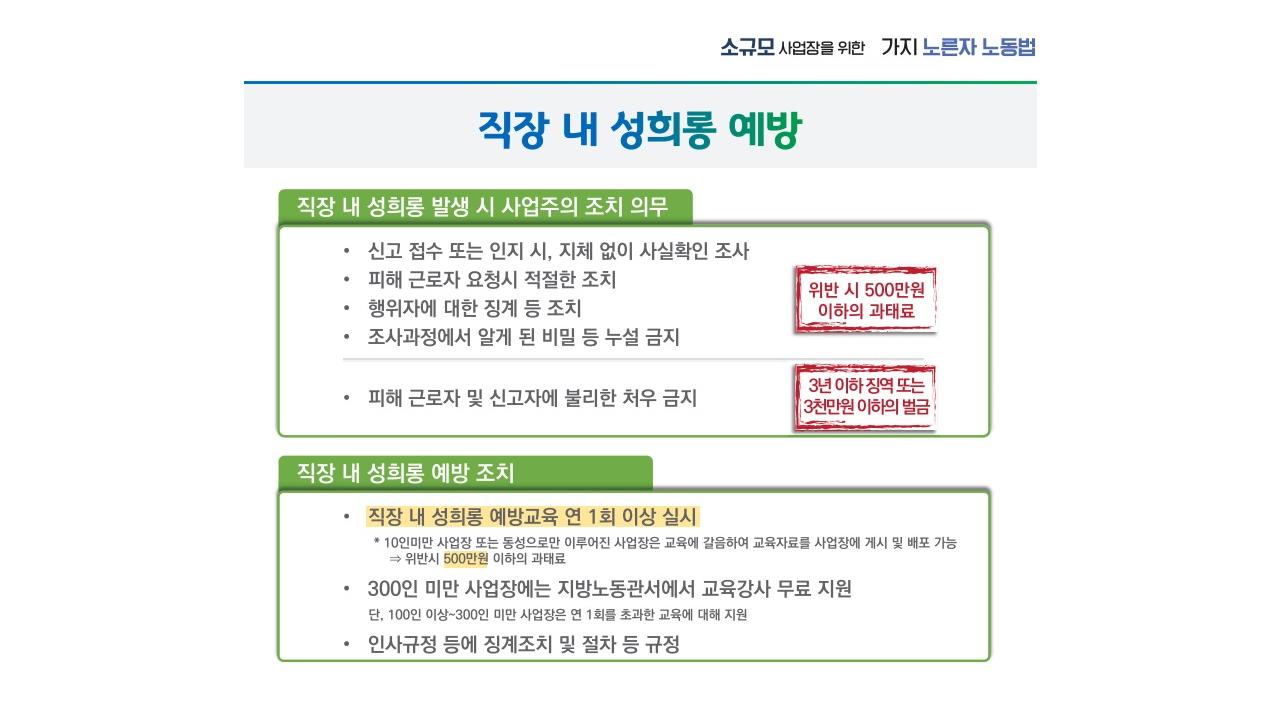 소규모 사업장을 위한 가지 노른자 노동법
직장 내 성희롱 예방
직장 내 성희롱 발생 시 사업주의 조치 의무
• 신고 접수 또는 인지 시, 지체 없이 사실확인 조사
• 피해 근로자 요청시 적절한 조치
• 행위자에 대한 징계 등 조치
• 조사과정에서 알게 된 비밀 등 누설 금지
위반 시 500만원
이하의 과태료
• 피해 근로자 및 신고자에 불리한 처우 금지
3년 이하 징역 또는
3천만원 이하의 벌금
직장 내 성희롱 예방 조치
• 직장 내 성희롱 예방교육 연 1회 이상 실시
* 10인미만 사업장 또는 동성으로만 이루어진 사업장은 교육에 갈음하여 교육자료를 사업장에 게시 및 배포 가능
⇒ 위반시 500만원 이하의 과태료
• 300인 미만 사업장에는 지방노동관서에서 교육강사 무료 지원
단, 100인 이상~300인 미만 사업장은 연 1회를 초과한 교육에 대해 지원
• 인사규정 등에 징계조치 및 절차 등 규정